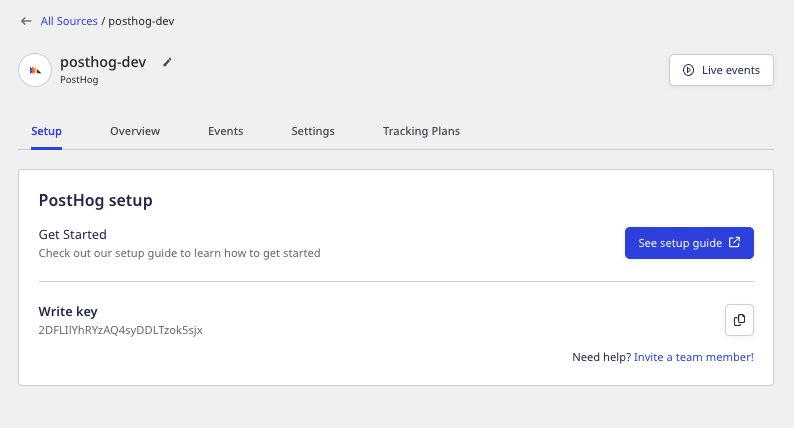 All Sources / posthog-dev
posthog-dev
PostHog
Live events
Setup Overview Events Settings Tracking Plans
PostHog setup
Get Started
Check out our setup guide to learn how to get started
See setup guide
Write key
2DFLIlYhRYzAQ4syDDLTzok5sjx
Need help? Invite a team member!